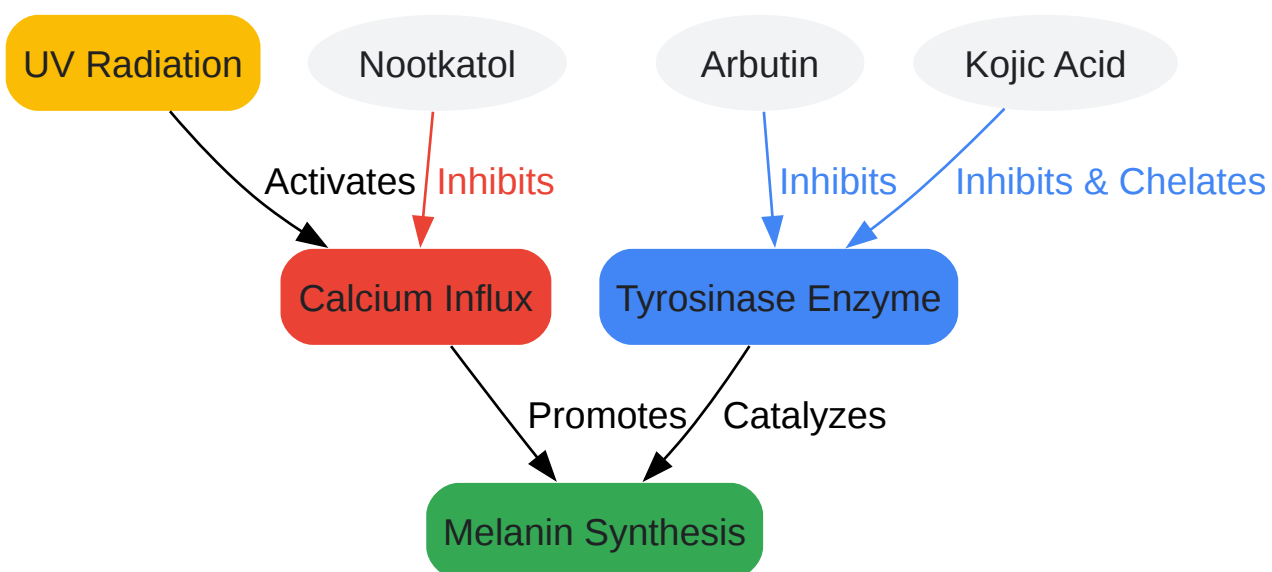 UV Radiation
Nootkatol
Arbutin
Kojic Acid
Activates
Inhibits
Inhibits
Inhibits & Chelates
Calcium Influx
Tyrosinase Enzyme
Promotes
Catalyzes
Melanin Synthesis